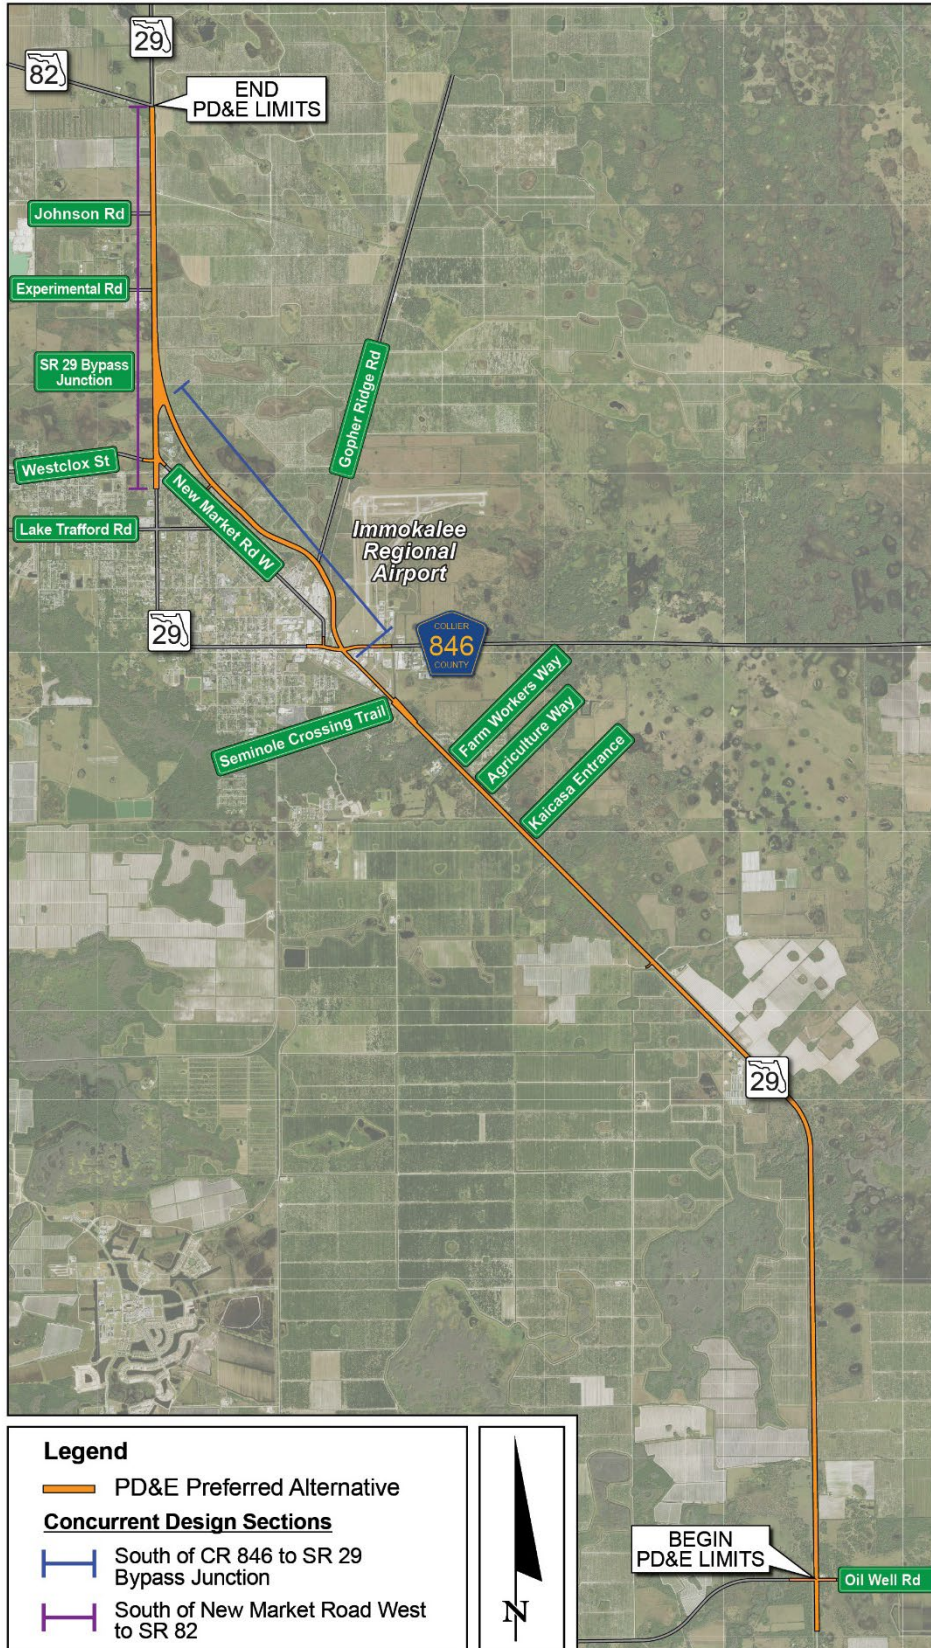 29
82
END
PD&E LIMITS
Johnson Rd
Experimental Rd
SR 29 Bypass
Junction
Gopher Ridge Rd
Westclox St
New Market Rd W
Lake Trafford Rd
Immokalee
Regional
Airport
29
COLLIER
846
COUNTY
Seminole Crossing Trail
Farm Workers Way
Agriculture Way
Kaicasa Entrance
29
BEGIN
PD&E LIMITS
Oil Well Rd
Legend
PD&E Preferred Alternative
Concurrent Design Sections
South of CR 846 to SR 29
Bypass Junction
South of New Market Road West
to SR 82
N